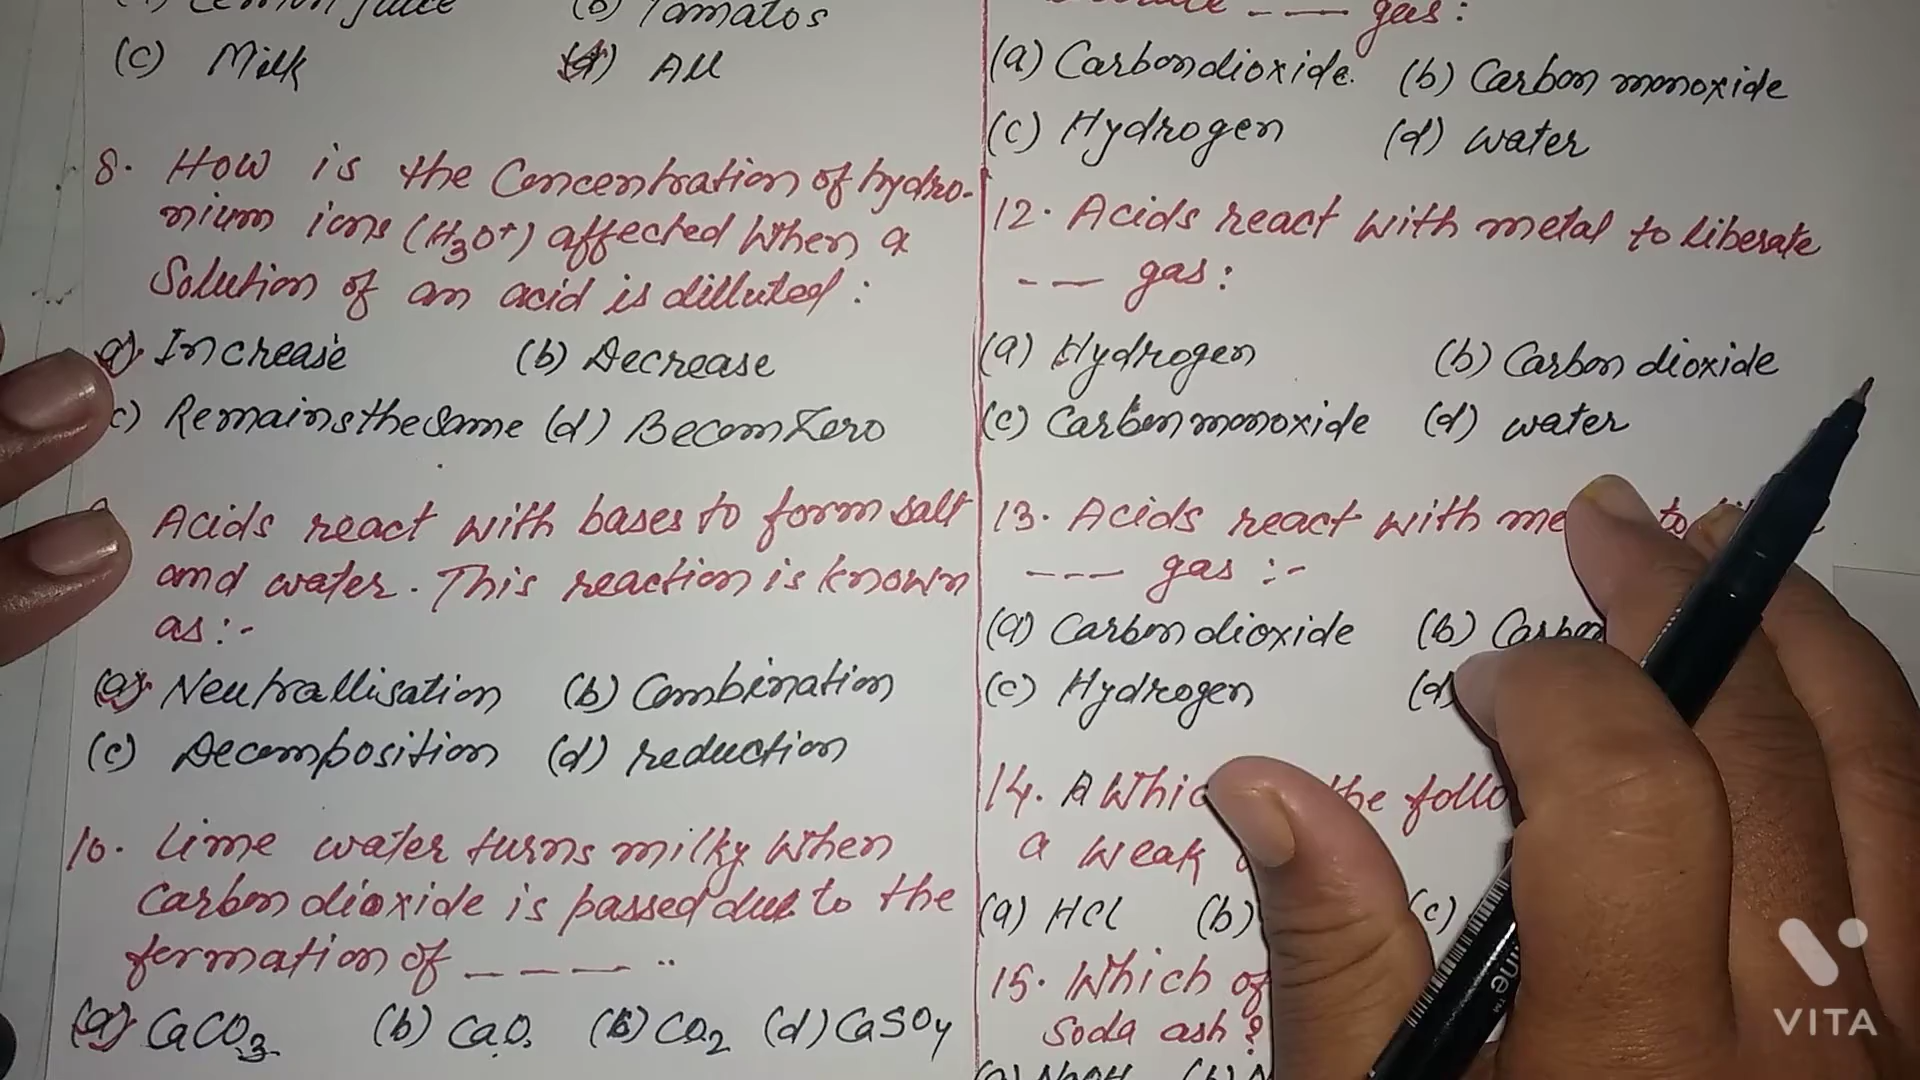 (b) Tamatos
(c) Milk (d) All
8. How is the Concentration of hydro-
nium ions (H3O+) affected When a
Solution of an acid is dilluted :
a) Increase (b) Decrease
c) Remains the Same (d) Becom Zero
Acids react with bases to form salt
and water. This reaction is known
as :-
(a) Neutrallisation (b) Combination
(c) Decomposition (d) reduction
10. Lime water turns milky When
Carbon dioxide is passed due to the
formation of ----
(a) CaCO3 (b) CaO (c) CO2 (d) CaSO4
--- gas :
(a) Carbondioxide. (b) Carbon monoxide
(c) Hydrogen (d) water
12. Acids react with metal to liberate
--- gas :
(a) Hydrogen (b) Carbon dioxide
(c) Carbon monoxide (d) water
13. Acids react with to
--- gas :-
(a) Carbon dioxide (b)
(c) Hydrogen (d)
14. the
a weak
(a) HCl (b) (c)
15. Which of
Soda ash ?
(a) NaOH
VITA